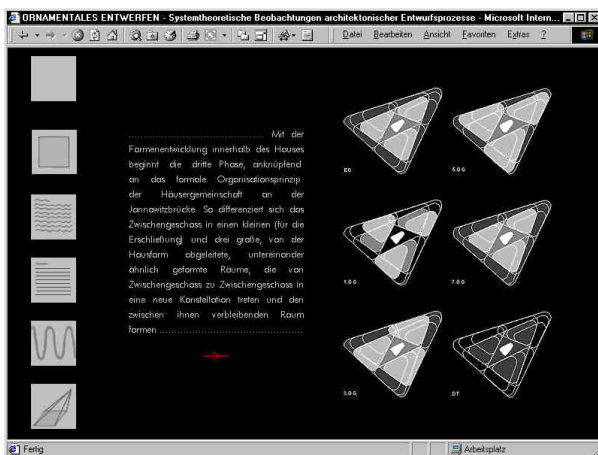 ORNAMENTALES ENTWERFEN - Systemtheoretische Beobachtungen architektonischer Entwurfsprozesse - Microsoft Intern...
Datei Bearbeiten Ansicht Favoriten Extras ?
Mit der
Formenentwicklung innerhalb des Hauses
beginnt die dritte Phase, anknüpfend
an das formale Organisationsprinzip
der Häusergemeinschaft an der
Jannowitzbrücke. So differenziert sich das
Zwischengeschoss in einen kleinen (für die
Erschließung) und drei große, von der
Hausform abgeleitete, untereinander
ähnlich geformte Räume, die von
Zwischengeschoss zu Zwischengeschoss in
eine neue Konstellation treten und den
zwischen ihnen verbleibenden Raum
formen
EG
1.OG
7.OG
DT
Fertig
Arbeitsplatz